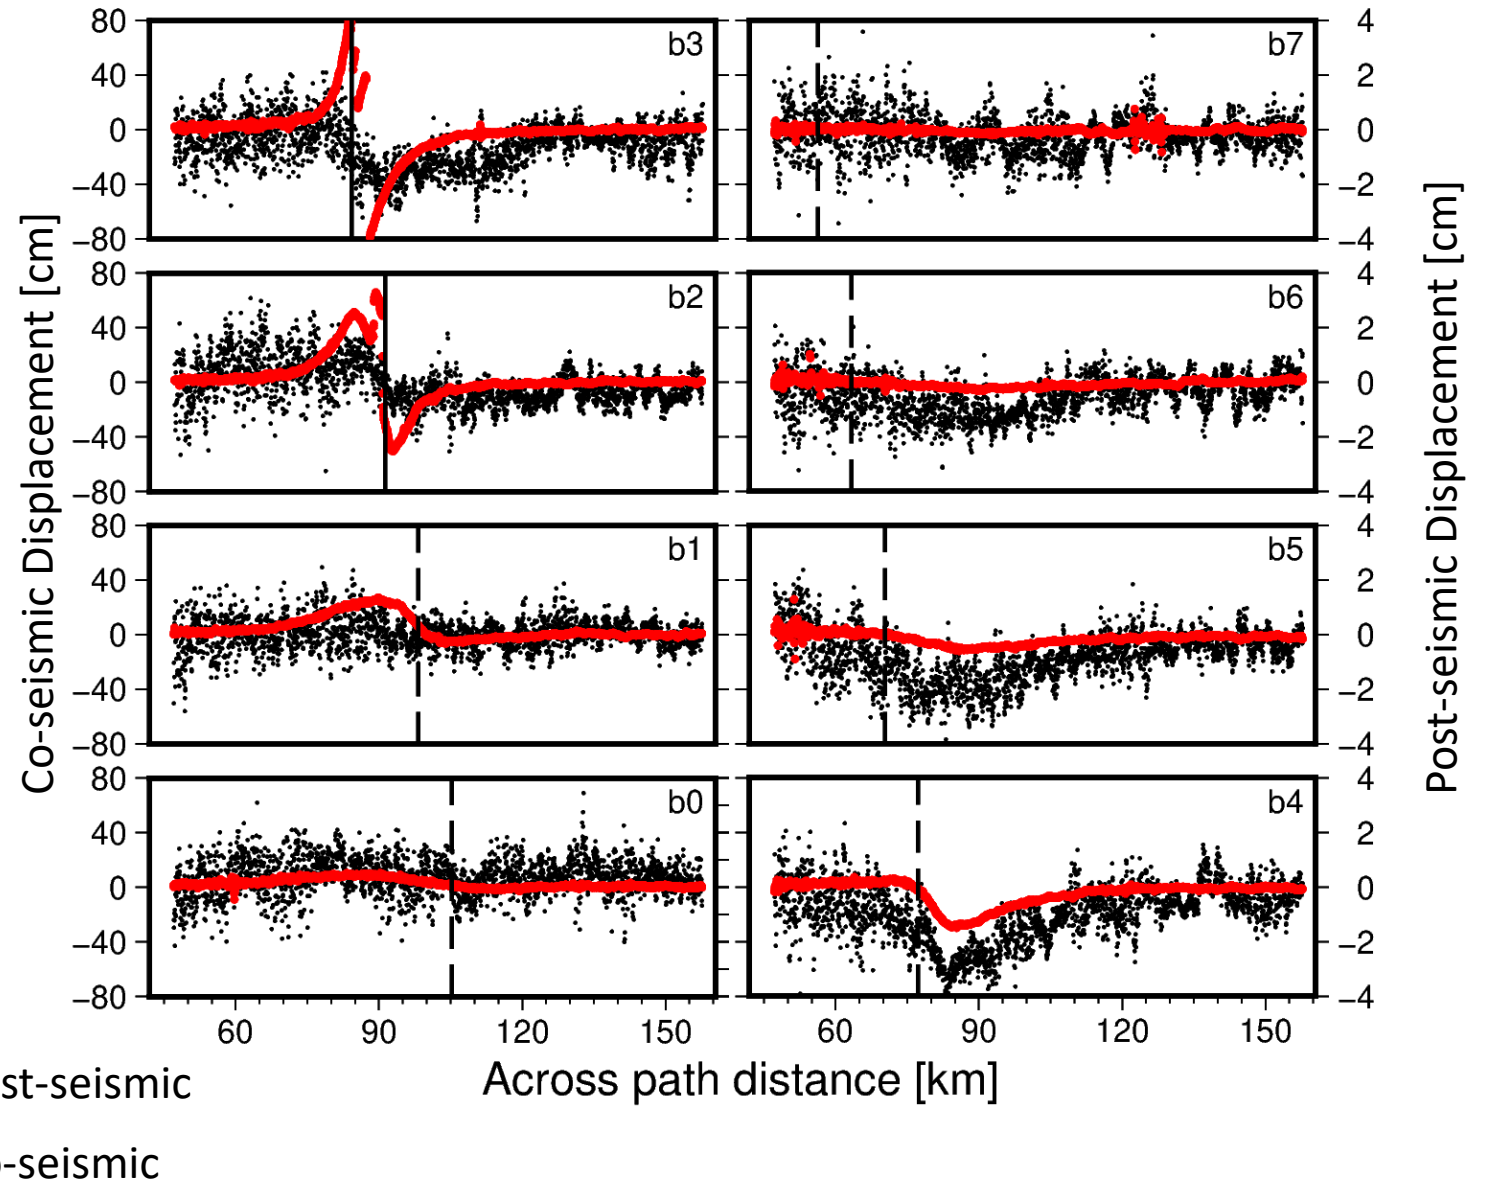 80 b3 b7 4
40 2
0 0
−40 −2
−80 −4
80 b2 b6 4
40 2
0 0
−40 −2
−80 −4
80 b1 b5 4
40 2
0 0
−40 −2
−80 −4
80 b0 b4 4
40 2
0 0
−40 −2
−80 −4
60 90 120 150 60 90 120 150
Co-seismic Displacement [cm]
Post-seismic Displacement [cm]
Across path distance [km]
st-seismic
-seismic